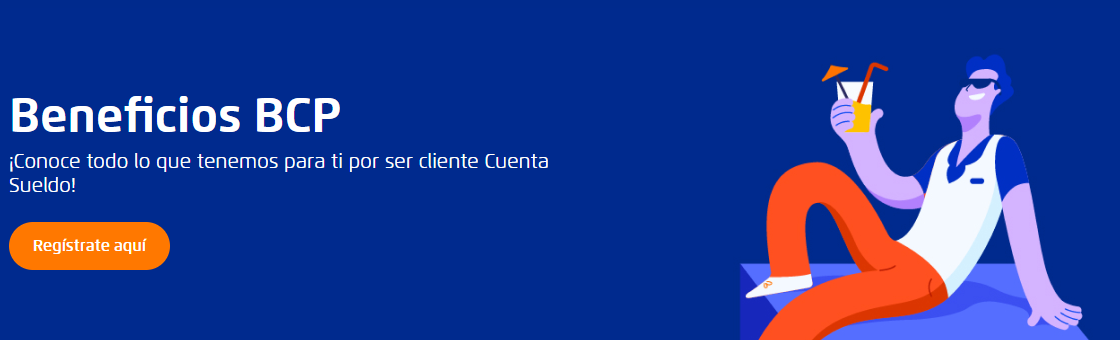 Beneficios BCP
¡Conoce todo lo que tenemos para ti por ser cliente Cuenta
Sueldo!
Regístrate aquí